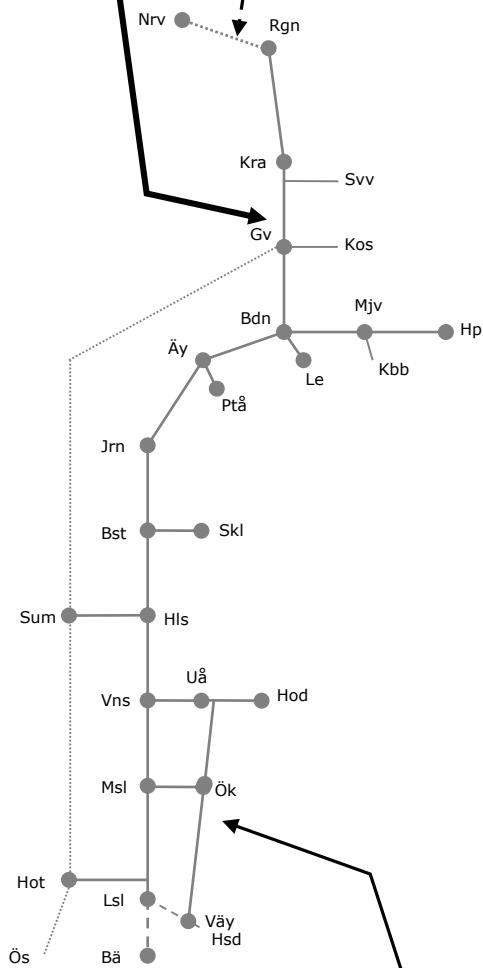 Nrv
Rgn
Kra
Svv
Gv
Kos
Bdn
Mjv
Hp
Äy
Le
Kbb
Ptå
Jrn
Bst
Skl
Sum
Hls
Uå
Vns
Hod
Msl
Ök
Hot
Lsl
Väy
Hsd
Ös
Bä